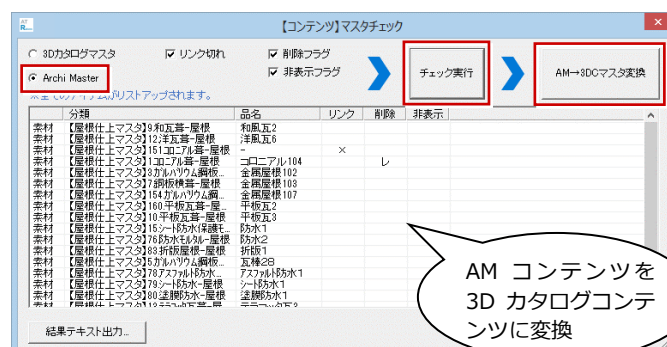 【コンテンツ】マスタチェック
3Dカタログマスタ リンク切れ 削除フラグ
Archi Master 非表示フラグ
チェック実行
AM→3DCマスタ変換
リストアップされます。
分類 品名 リンク 削除 非表示
素材 【屋根仕上マスタ】9.和瓦葺-屋根 和風瓦2
素材 【屋根仕上マスタ】12.洋瓦葺-屋根 洋風瓦6
素材 【屋根仕上マスタ】151コロニアル葺-屋根 - ×
素材 【屋根仕上マスタ】1コロニアル葺-屋根 コロニアル104 レ
素材 【屋根仕上マスタ】3.ガルバリウム鋼板... 金属屋根102
素材 【屋根仕上マスタ】7銅板横葺-屋根 金属屋根103
素材 【屋根仕上マスタ】154ガルバリウム鋼板... 金属屋根107
素材 【屋根仕上マスタ】160.平板瓦葺-屋... 平板瓦2
素材 【屋根仕上マスタ】10.平板瓦葺-屋根 平板瓦3
素材 【屋根仕上マスタ】15シート防水(保護モ... 防水1
素材 【屋根仕上マスタ】76防水モルタル-屋根 防水2
素材 【屋根仕上マスタ】83折版屋根-屋根 折版1
素材 【屋根仕上マスタ】5.ガルバリウム鋼板... 瓦棒28
素材 【屋根仕上マスタ】78アスファルト防水... アスファルト防水1
素材 【屋根仕上マスタ】79シート防水-屋根 シート防水1
素材 【屋根仕上マスタ】80塗膜防水-屋根 塗膜防水1
AM コンテンツを
3D カタログコンテ
ンツに変換
結果テキスト出力...